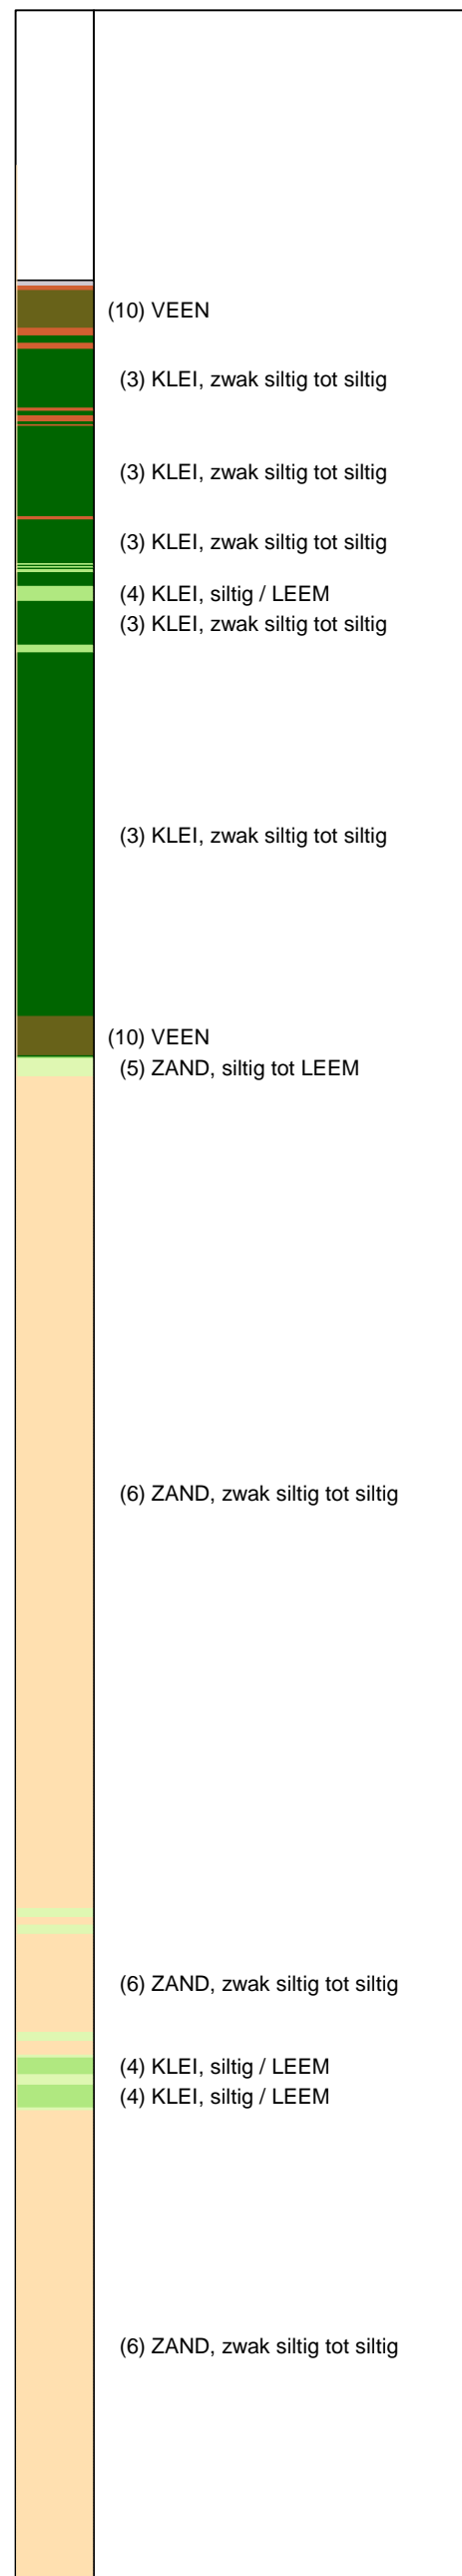 (10) VEEN
(3) KLEI, zwak siltig tot siltig
(3) KLEI, zwak siltig tot siltig
(3) KLEI, zwak siltig tot siltig
(4) KLEI, siltig / LEEM
(3) KLEI, zwak siltig tot siltig
(3) KLEI, zwak siltig tot siltig
(10) VEEN
(5) ZAND, siltig tot LEEM
(6) ZAND, zwak siltig tot siltig
(6) ZAND, zwak siltig tot siltig
(4) KLEI, siltig / LEEM
(4) KLEI, siltig / LEEM
(6) ZAND, zwak siltig tot siltig